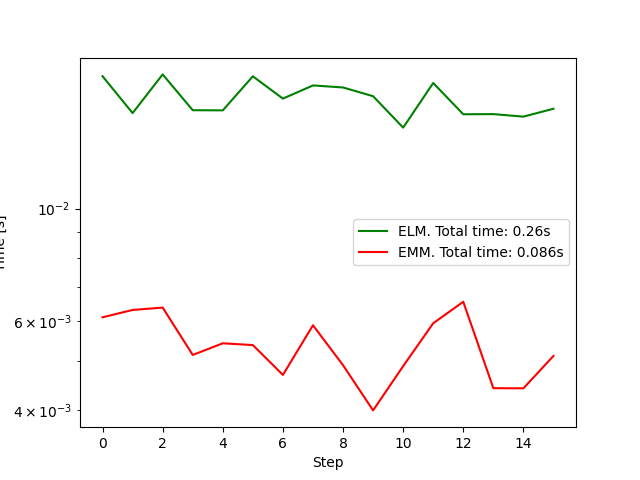 Time [s]
10⁻²
6 × 10⁻³
4 × 10⁻³
ELM. Total time: 0.26s
EMM. Total time: 0.086s
0 2 4 6 8 10 12 14
Step